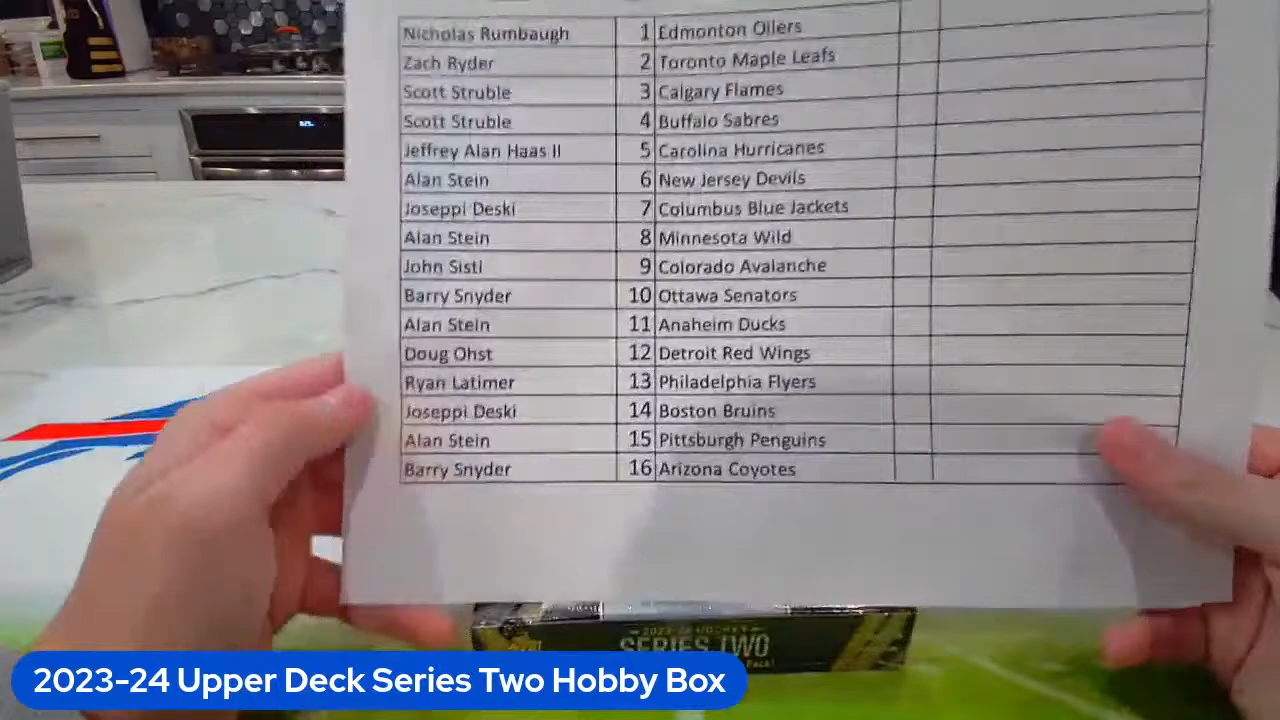 Nicholas Rumbaugh 1 Edmonton Oilers
Zach Ryder 2 Toronto Maple Leafs
Scott Struble 3 Calgary Flames
Scott Struble 4 Buffalo Sabres
Jeffrey Alan Haas II 5 Carolina Hurricanes
Alan Stein 6 New Jersey Devils
Joseppi Deski 7 Columbus Blue Jackets
Alan Stein 8 Minnesota Wild
John Sisti 9 Colorado Avalanche
Barry Snyder 10 Ottawa Senators
Alan Stein 11 Anaheim Ducks
Doug Ohst 12 Detroit Red Wings
Ryan Latimer 13 Philadelphia Flyers
Joseppi Deski 14 Boston Bruins
Alan Stein 15 Pittsburgh Penguins
Barry Snyder 16 Arizona Coyotes
2023-24 HOCKEY
SERIES TWO
2023-24 Upper Deck Series Two Hobby Box